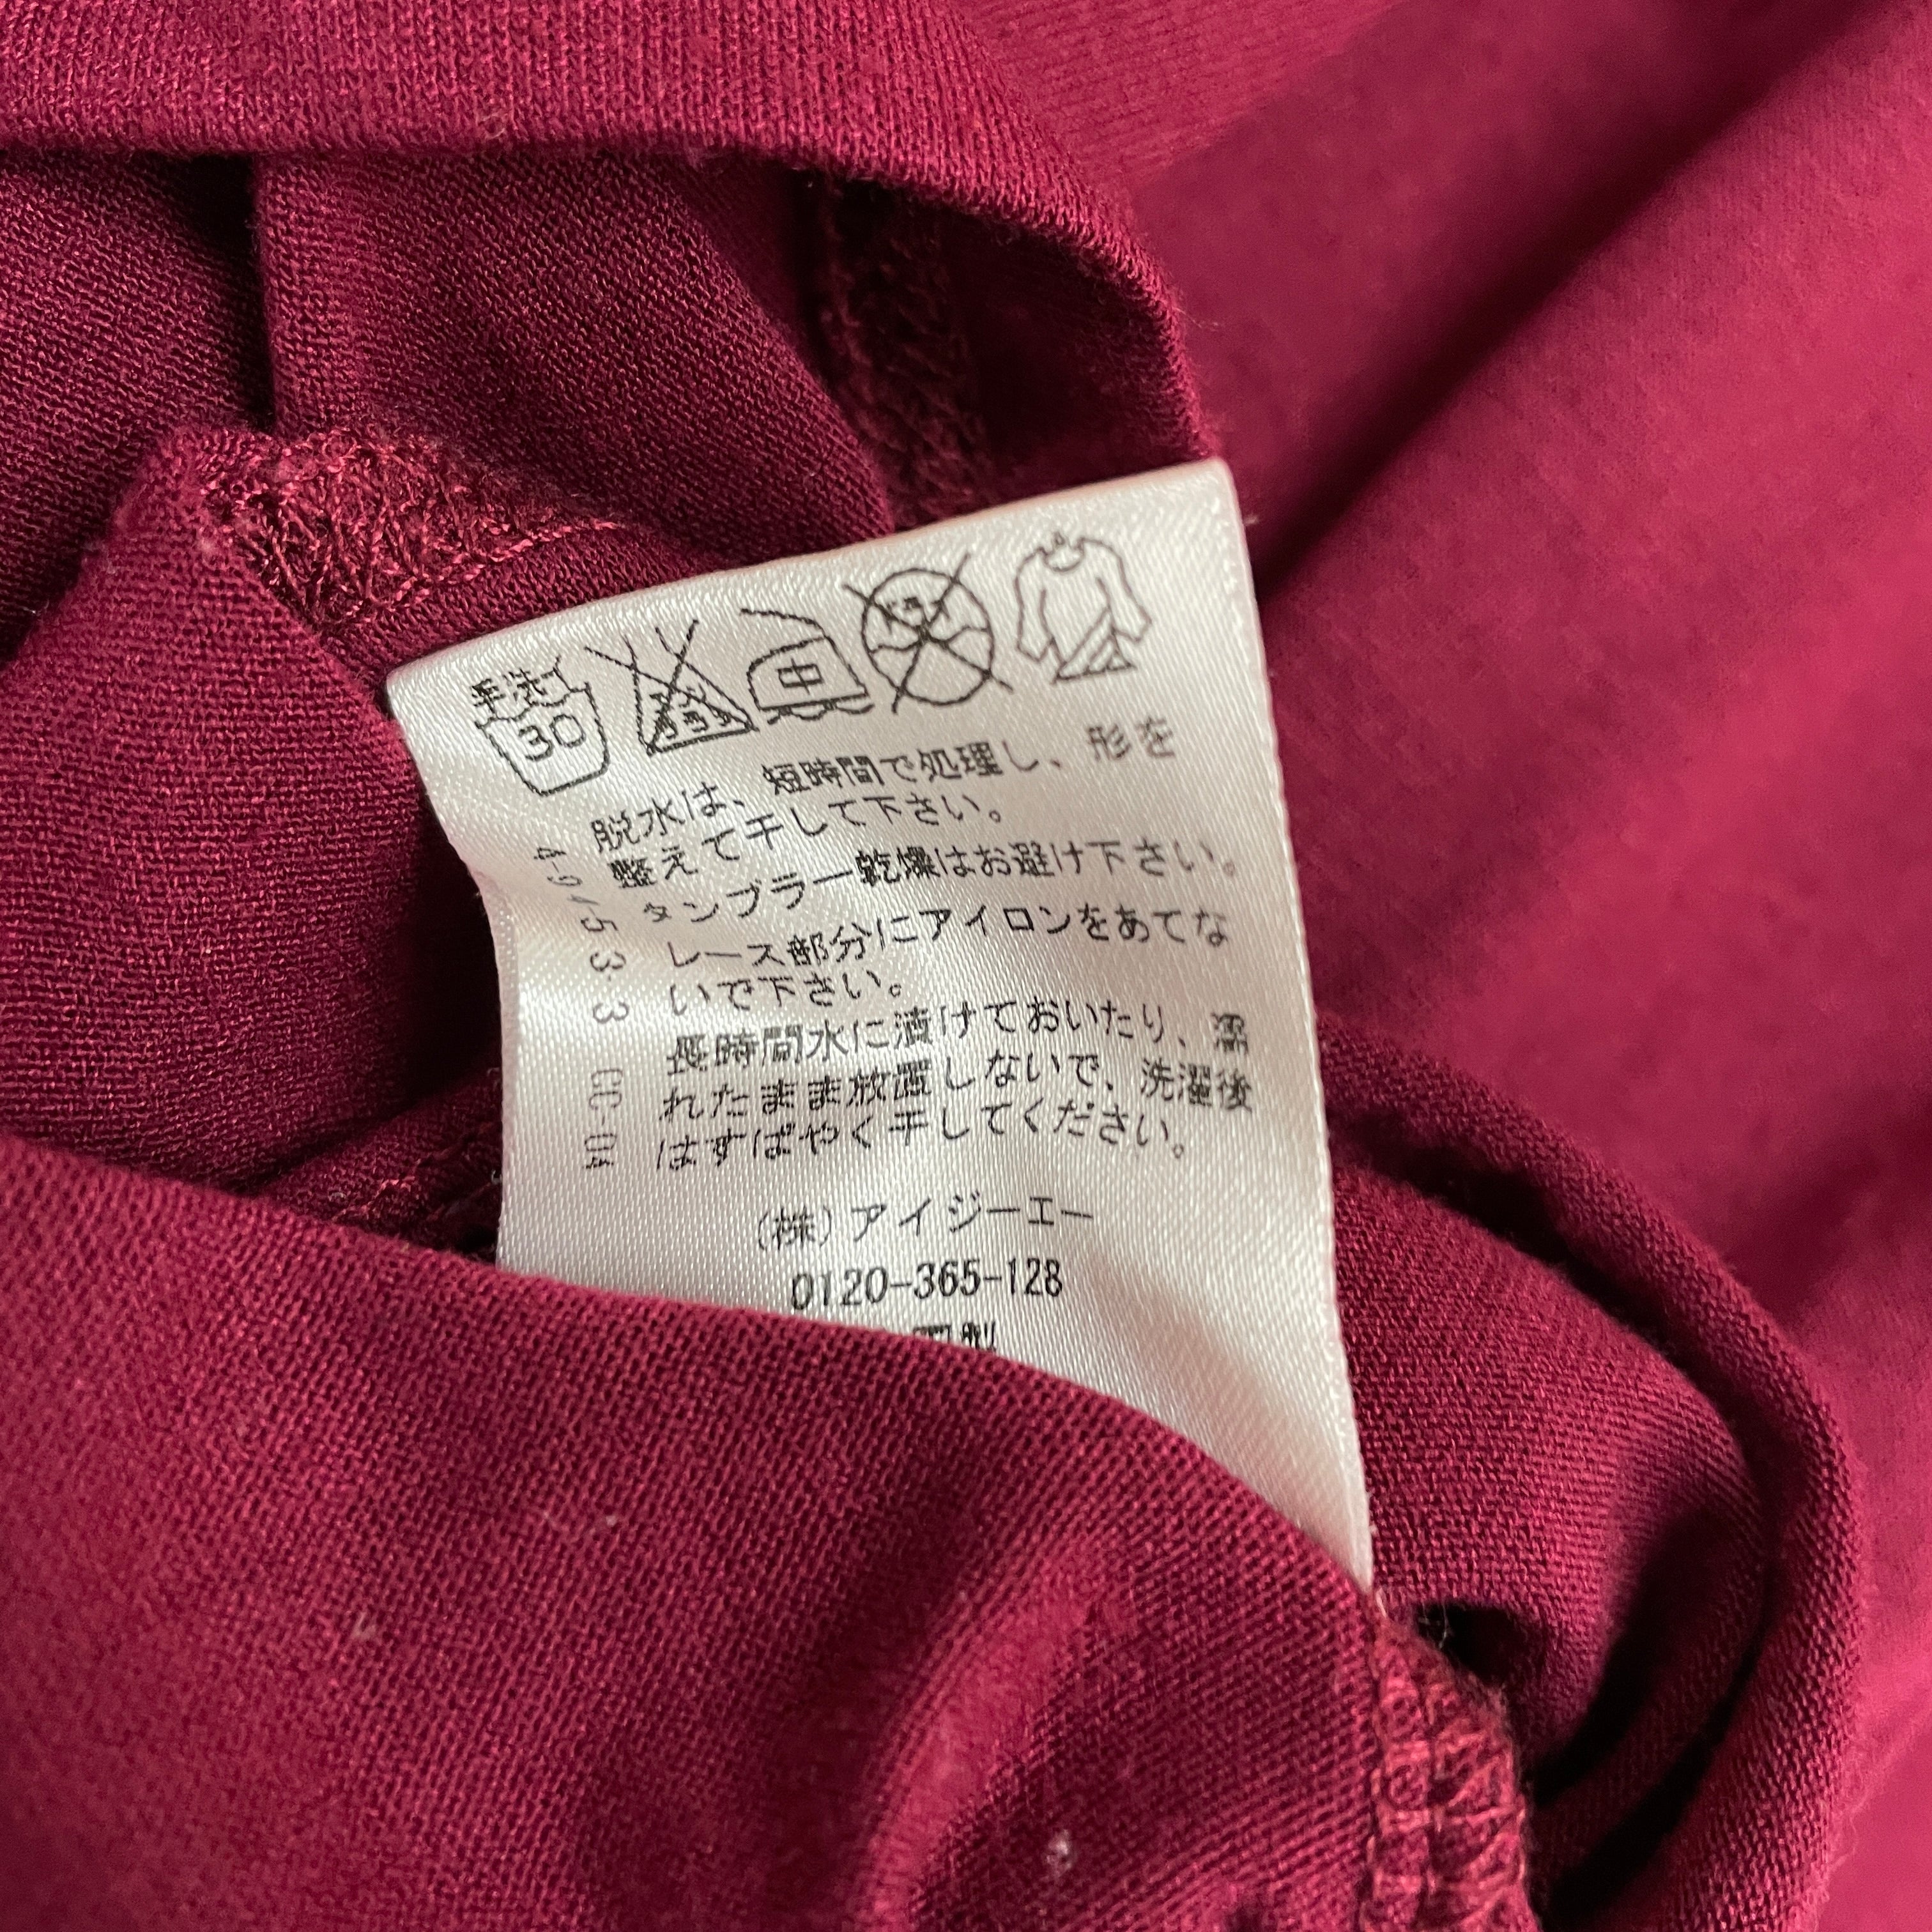 手洗イ
30
中
脱水は、短時間で処理し、形を
整えて干して下さい。
タンブラー乾燥はお避け下さい。
レース部分にアイロンをあてな
いで下さい。
長時間水に漬けておいたり、濡
れたまま放置しないで、洗濯後
はすばやく干してください。
(株)アイジーエー
0120-365-128
CC-04